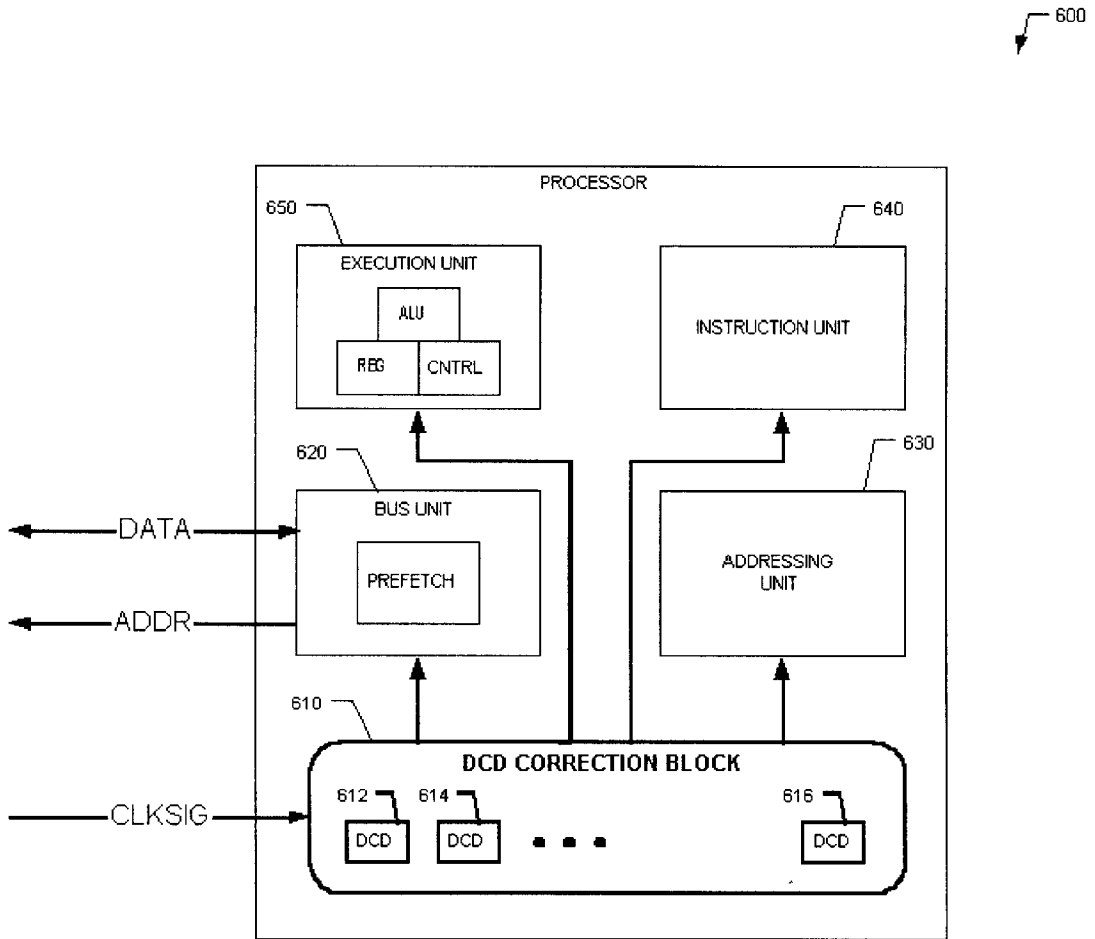 600
PROCESSOR
650
640
EXECUTION UNIT
ALU
REG
CNTRL
INSTRUCTION UNIT
620
630
BUS UNIT
PREFETCH
ADDRESSING
UNIT
DATA
ADDR
610
DCD CORRECTION BLOCK
CLKSIG
612
614
616
DCD
DCD
DCD